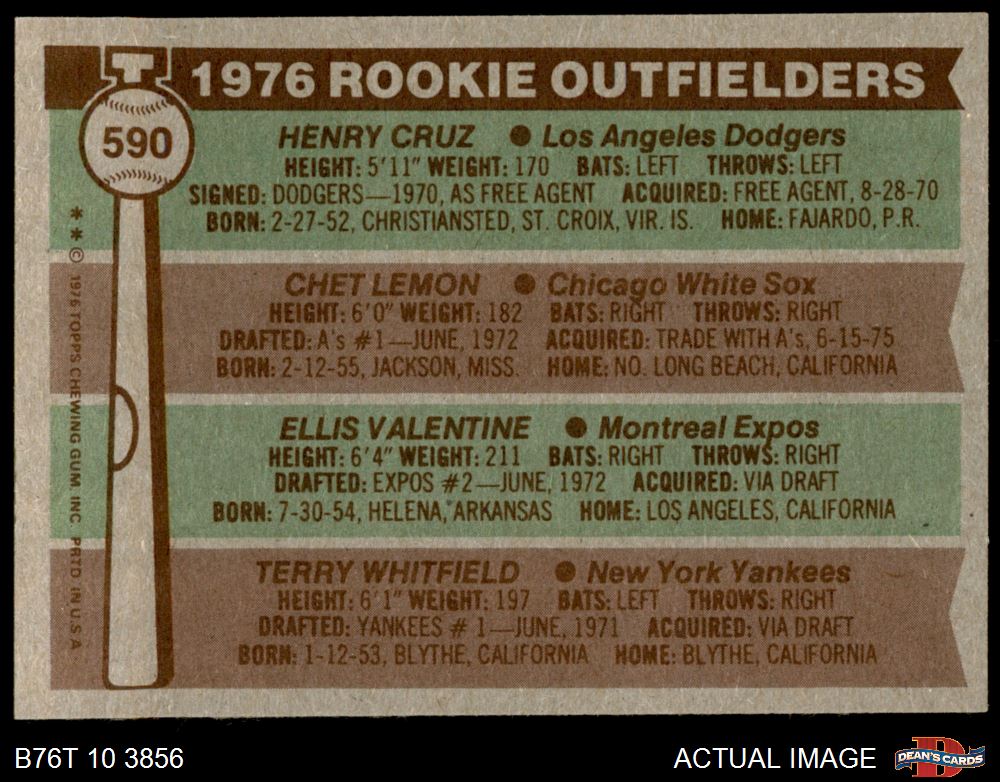 T
1976 ROOKIE OUTFIELDERS
590
HENRY CRUZ ● Los Angeles Dodgers
HEIGHT: 5'11" WEIGHT: 170 BATS: LEFT THROWS: LEFT
SIGNED: DODGERS—1970, AS FREE AGENT ACQUIRED: FREE AGENT, 8-28-70
BORN: 2-27-52, CHRISTIANSTED, ST. CROIX, VIR. IS. HOME: FAJARDO, P.R.
CHET LEMON ● Chicago White Sox
HEIGHT: 6'0" WEIGHT: 182 BATS: RIGHT THROWS: RIGHT
DRAFTED: A's #1—JUNE, 1972 ACQUIRED: TRADE WITH A's, 6-15-75
BORN: 2-12-55, JACKSON, MISS. HOME: NO. LONG BEACH, CALIFORNIA
ELLIS VALENTINE ● Montreal Expos
HEIGHT: 6'4" WEIGHT: 211 BATS: RIGHT THROWS: RIGHT
DRAFTED: EXPOS #2—JUNE, 1972 ACQUIRED: VIA DRAFT
BORN: 7-30-54, HELENA, ARKANSAS HOME: LOS ANGELES, CALIFORNIA
TERRY WHITFIELD ● New York Yankees
HEIGHT: 6'1" WEIGHT: 197 BATS: LEFT THROWS: RIGHT
DRAFTED: YANKEES # 1—JUNE, 1971 ACQUIRED: VIA DRAFT
BORN: 1-12-53, BLYTHE, CALIFORNIA HOME: BLYTHE, CALIFORNIA
** © 1976 TOPPS CHEWING GUM, INC. PRTD. IN U.S.A.
B76T 10 3856
ACTUAL IMAGE
D
DEAN'S CARDS